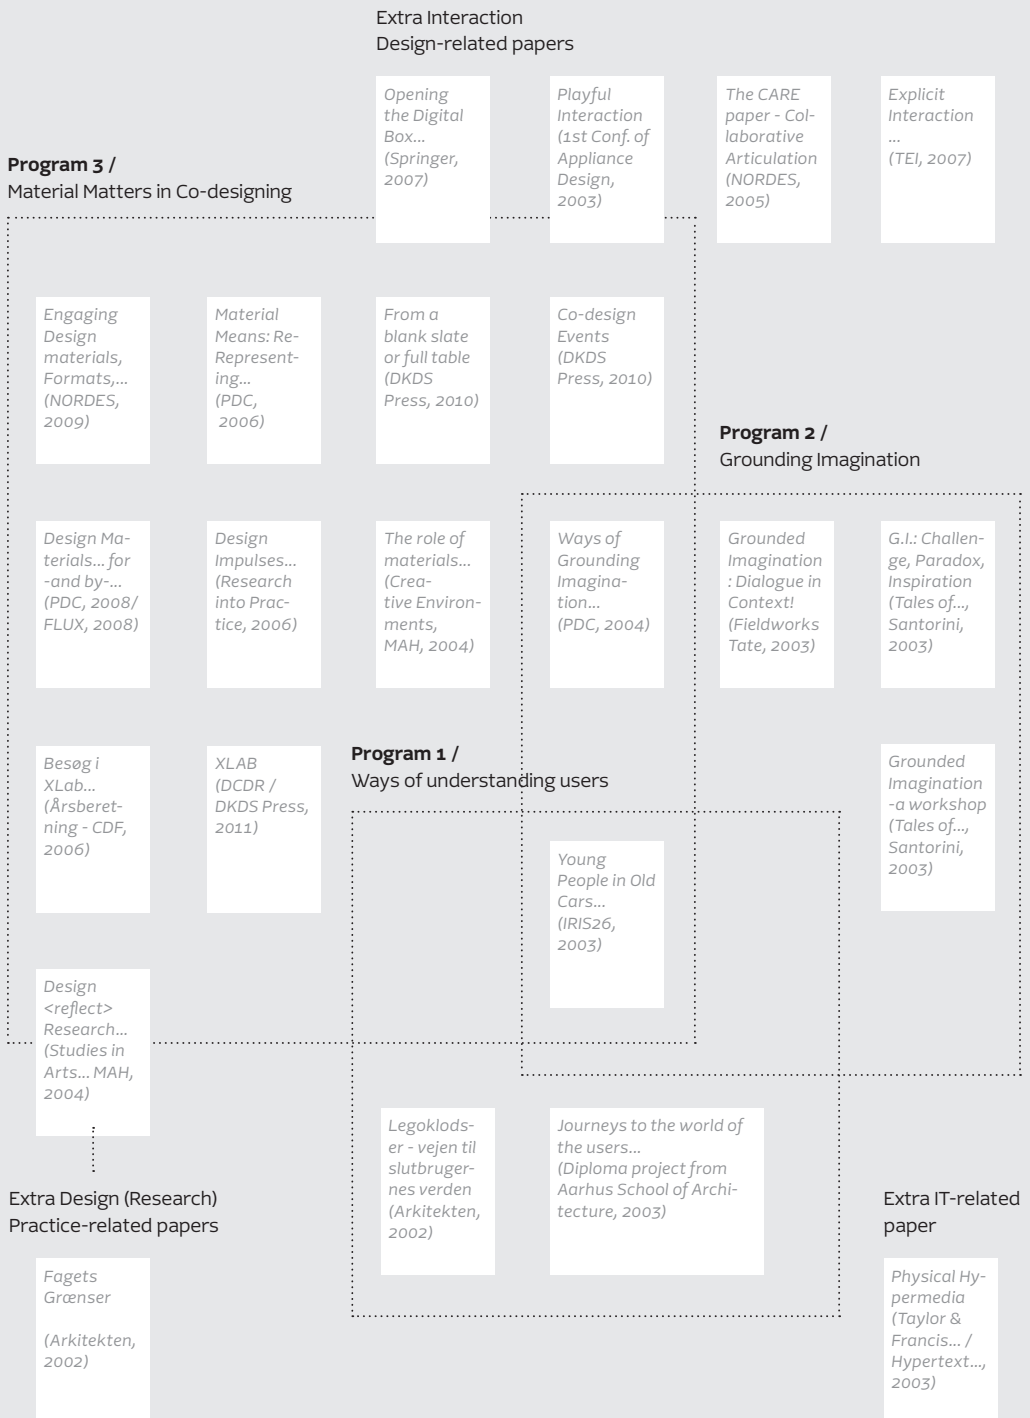 Extra Interaction
Design-related papers
Opening
the Digital
Box...
(Springer,
2007)
Playful
Interaction
(1st Conf. of
Appliance
Design,
2003)
The CARE
paper - Col-
laborative
Articulation
(NORDES,
2005)
Explicit
Interaction
...
(TEI, 2007)
Program 3 /
Material Matters in Co-designing
Engaging
Design
materials,
Formats,...
(NORDES,
2009)
Material
Means: Re-
Represent-
ing...
(PDC,
2006)
From a
blank slate
or full table
(DKDS
Press, 2010)
Co-design
Events
(DKDS
Press, 2010)
Program 2 /
Grounding Imagination
Design Ma-
terials... for
-and by-...
(PDC, 2008/
FLUX, 2008)
Design
Impulses...
(Research
into Prac-
tice, 2006)
The role of
materials...
(Crea-
tive Environ-
ments,
MAH, 2004)
Ways of
Grounding
Imagina-
tion...
(PDC, 2004)
Grounded
Imagination
: Dialogue in
Context!
(Fieldworks
Tate, 2003)
G.I.: Challen-
ge, Paradox,
Inspiration
(Tales of...,
Santorini,
2003)
Besøg i
XLab...
(Årsberet-
ning - CDF,
2006)
XLAB
(DCDR /
DKDS Press,
2011)
Program 1 /
Ways of understanding users
Grounded
Imagination
-a workshop
(Tales of...,
Santorini,
2003)
Young
People in Old
Cars...
(IRIS26,
2003)
Design
<reflect>
Research...
(Studies in
Arts... MAH,
2004)
Legoklods-
er - vejen til
slutbruger-
nes verden
(Arkitekten,
2002)
Journeys to the world of
the users...
(Diploma project from
Aarhus School of Archi-
tecture, 2003)
Extra Design (Research)
Practice-related papers
Extra IT-related
paper
Fagets
Grænser
(Arkitekten,
2002)
Physical Hy-
permedia
(Taylor &
Francis... /
Hypertext...,
2003)